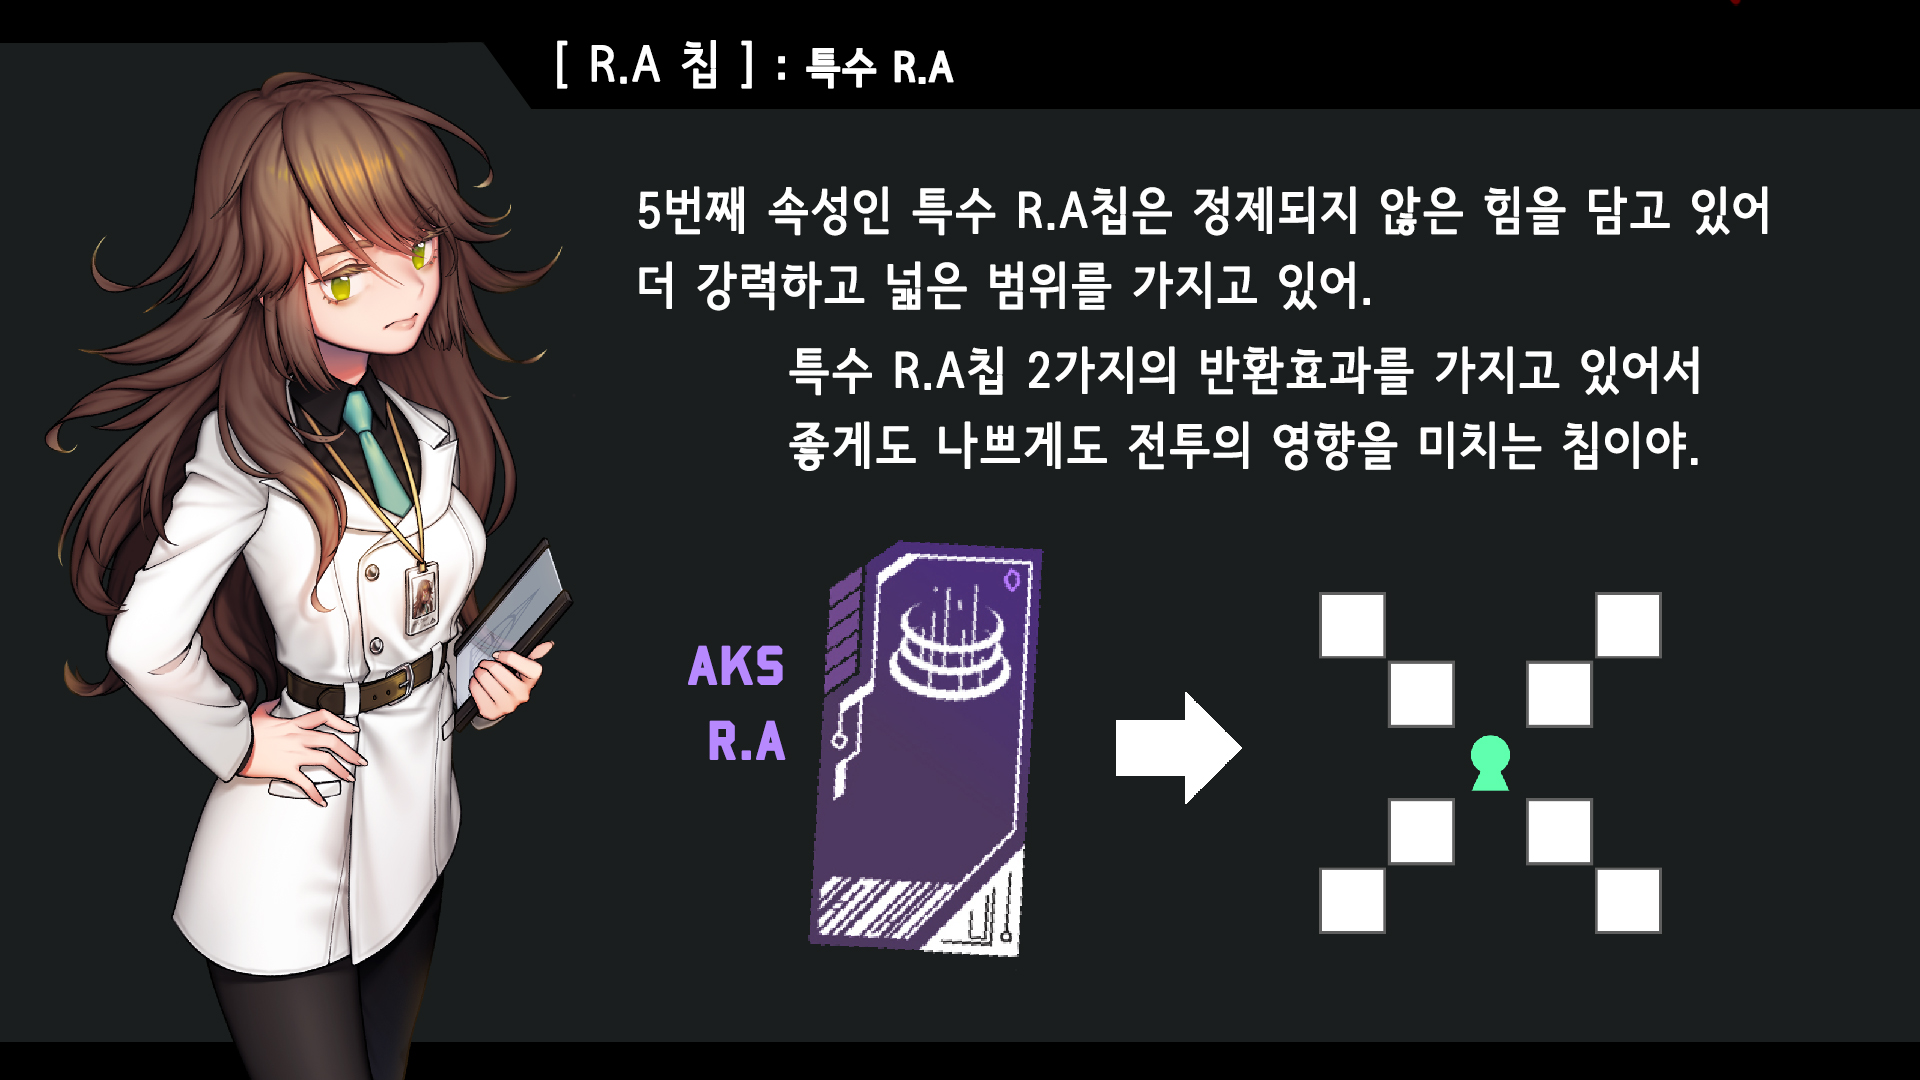 [ R.A 칩 ] : 특수 R.A
5번째 속성인 특수 R.A칩은 정제되지 않은 힘을 담고 있어
더 강력하고 넓은 범위를 가지고 있어.
특수 R.A칩 2가지의 반환효과를 가지고 있어서
좋게도 나쁘게도 전투의 영향을 미치는 칩이야.
AKS
R.A